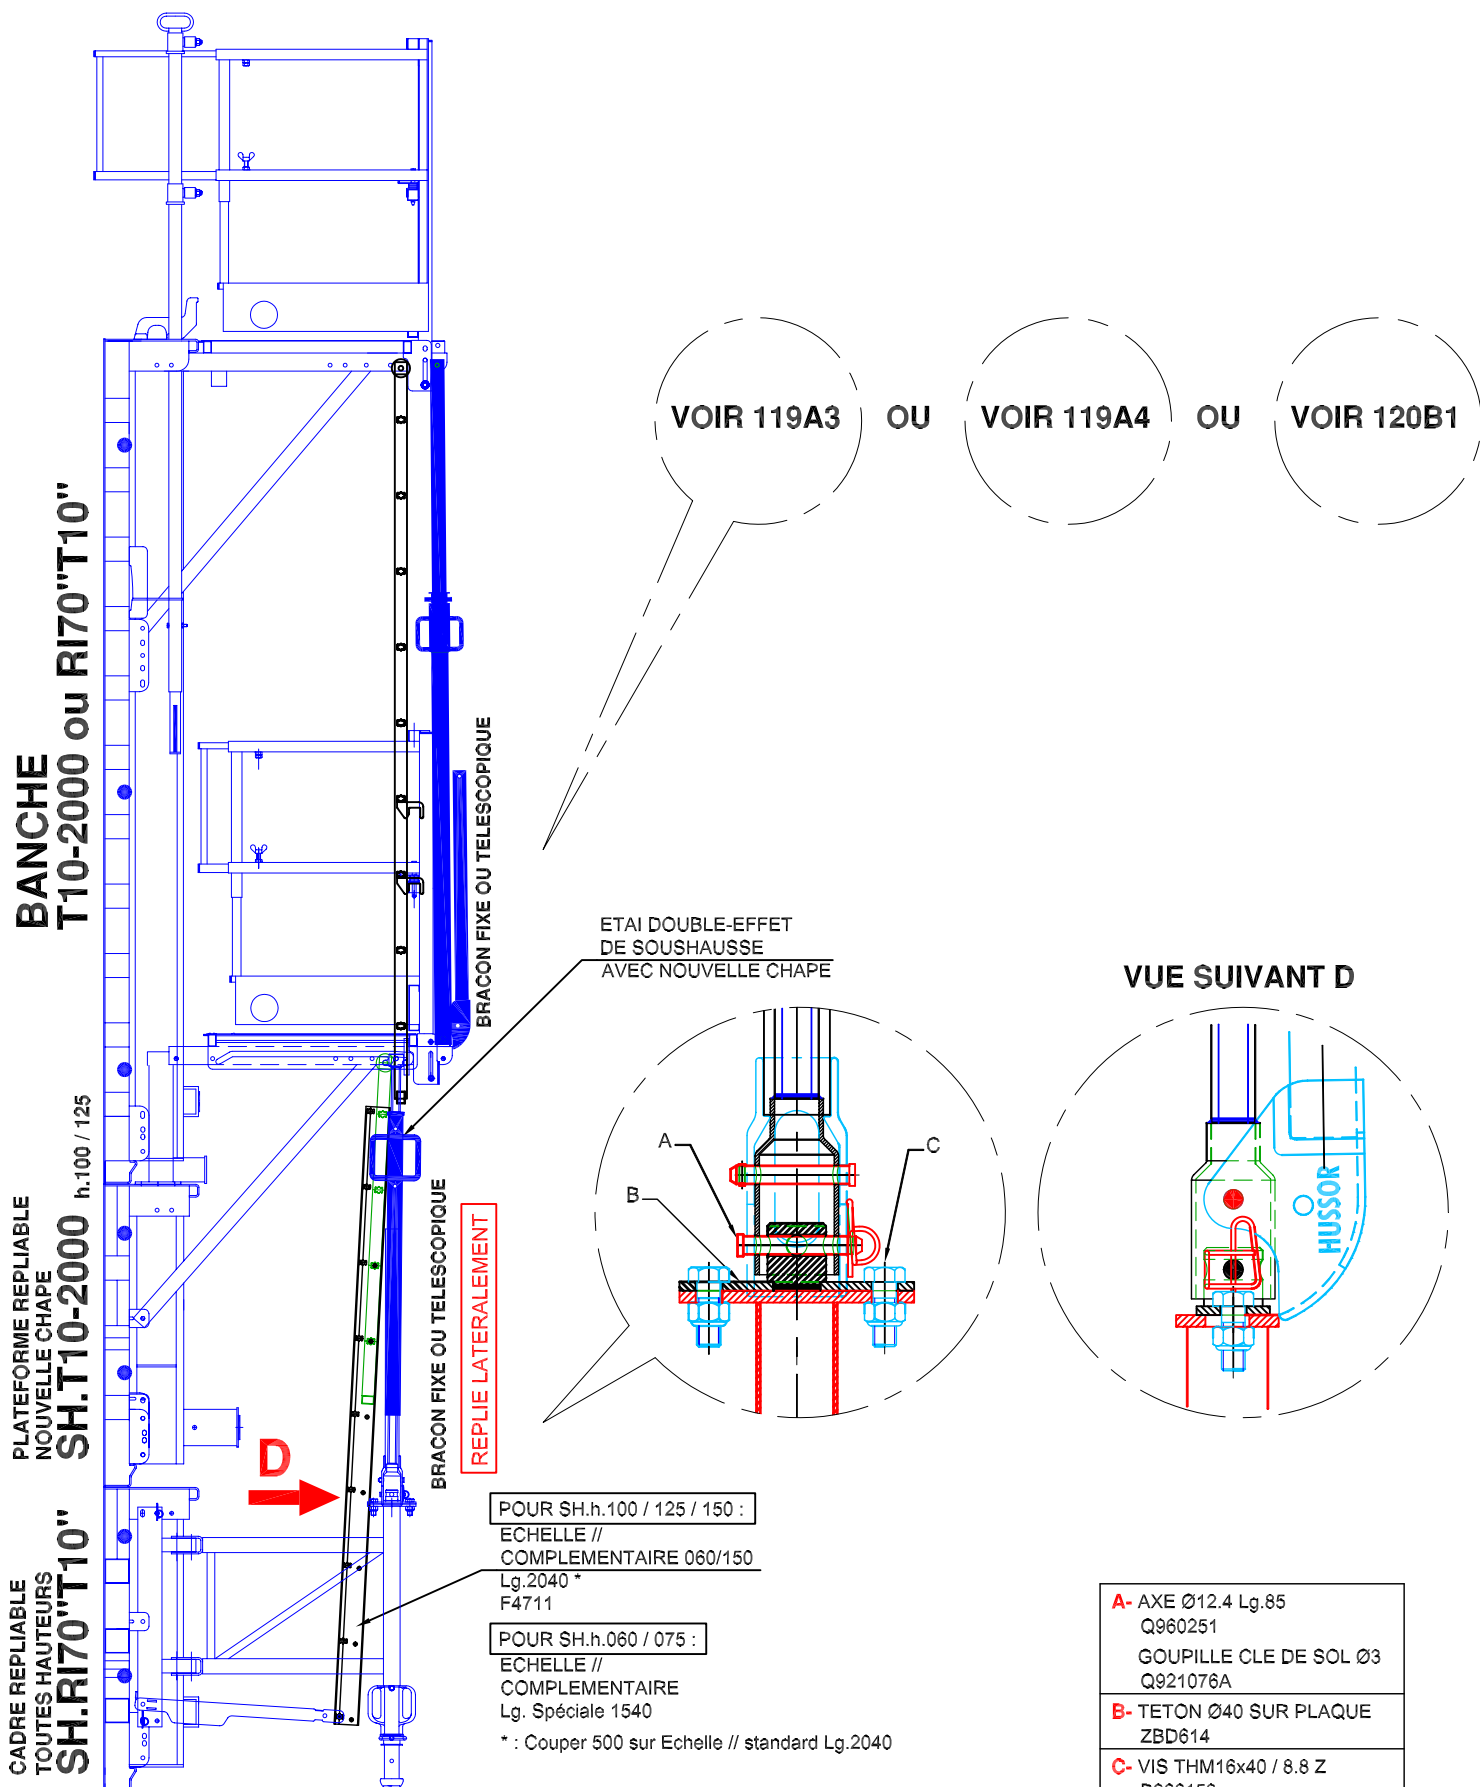 VOIR 119A3 OU VOIR 119A4 OU VOIR 120B1
BANCHE
T10-2000 ou RI70"T10"
BRACON FIXE OU TELESCOPIQUE
ETAI DOUBLE-EFFET
DE SOUSHAUSSE
AVEC NOUVELLE CHAPE
VUE SUIVANT D
A
B
C
HUSSOR
PLATEFORME REPLIABLE
NOUVELLE CHAPE
SH.T10-2000 h.100 / 125
BRACON FIXE OU TELESCOPIQUE
REPLIE LATERALEMENT
D
CADRE REPLIABLE
TOUTES HAUTEURS
SH.RI70"T10"
POUR SH.h.100 / 125 / 150 :
ECHELLE //
COMPLEMENTAIRE 060/150
Lg.2040 *
F4711
POUR SH.h.060 / 075 :
ECHELLE //
COMPLEMENTAIRE
Lg. Spéciale 1540
* : Couper 500 sur Echelle // standard Lg.2040
A- AXE Ø12.4 Lg.85
Q960251
GOUPILLE CLE DE SOL Ø3
Q921076A
B- TETON Ø40 SUR PLAQUE
ZBD614
C- VIS THM16x40 / 8.8 Z